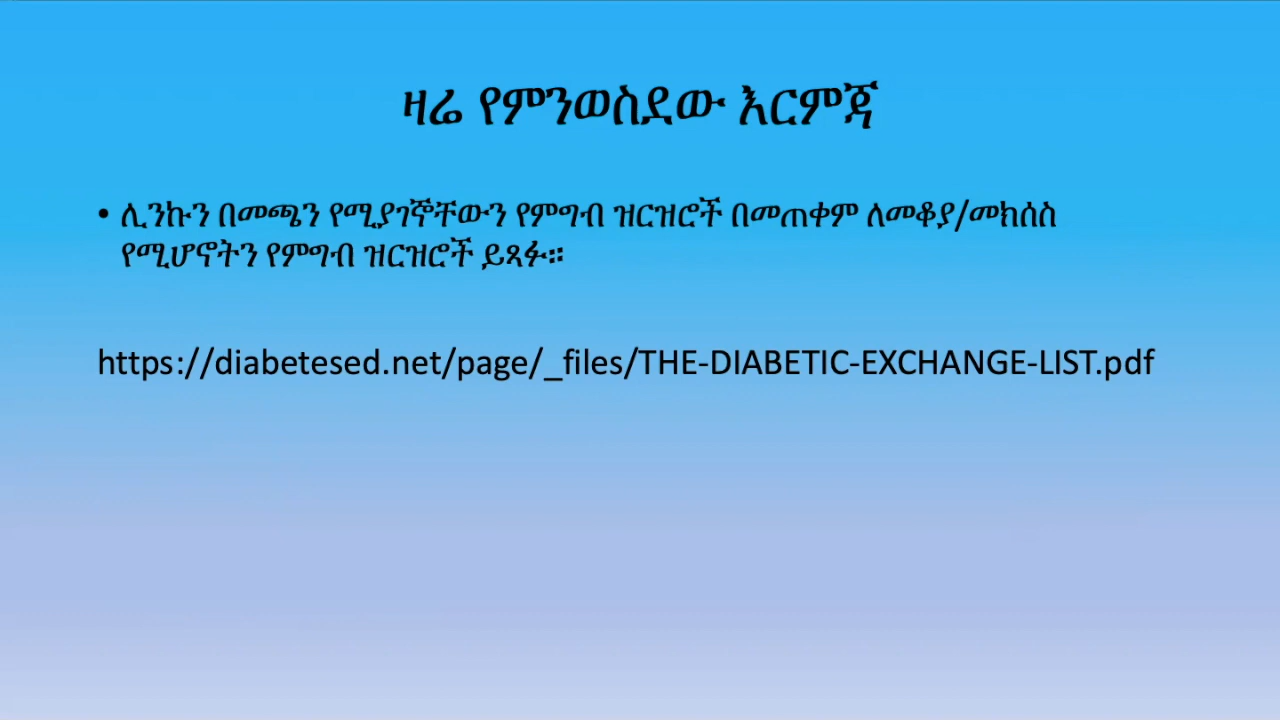 ዛሬ የምንወስደው እርምጃ
• ሊንኩን በመጫን የሚያገኞቸውን የምግብ ዝርዝሮች በመጠቀም ለመቆያ/መክሰስ
የሚሆኖትን የምግብ ዝርዝሮች ይጻፉ።
https://diabetesed.net/page/_files/THE-DIABETIC-EXCHANGE-LIST.pdf